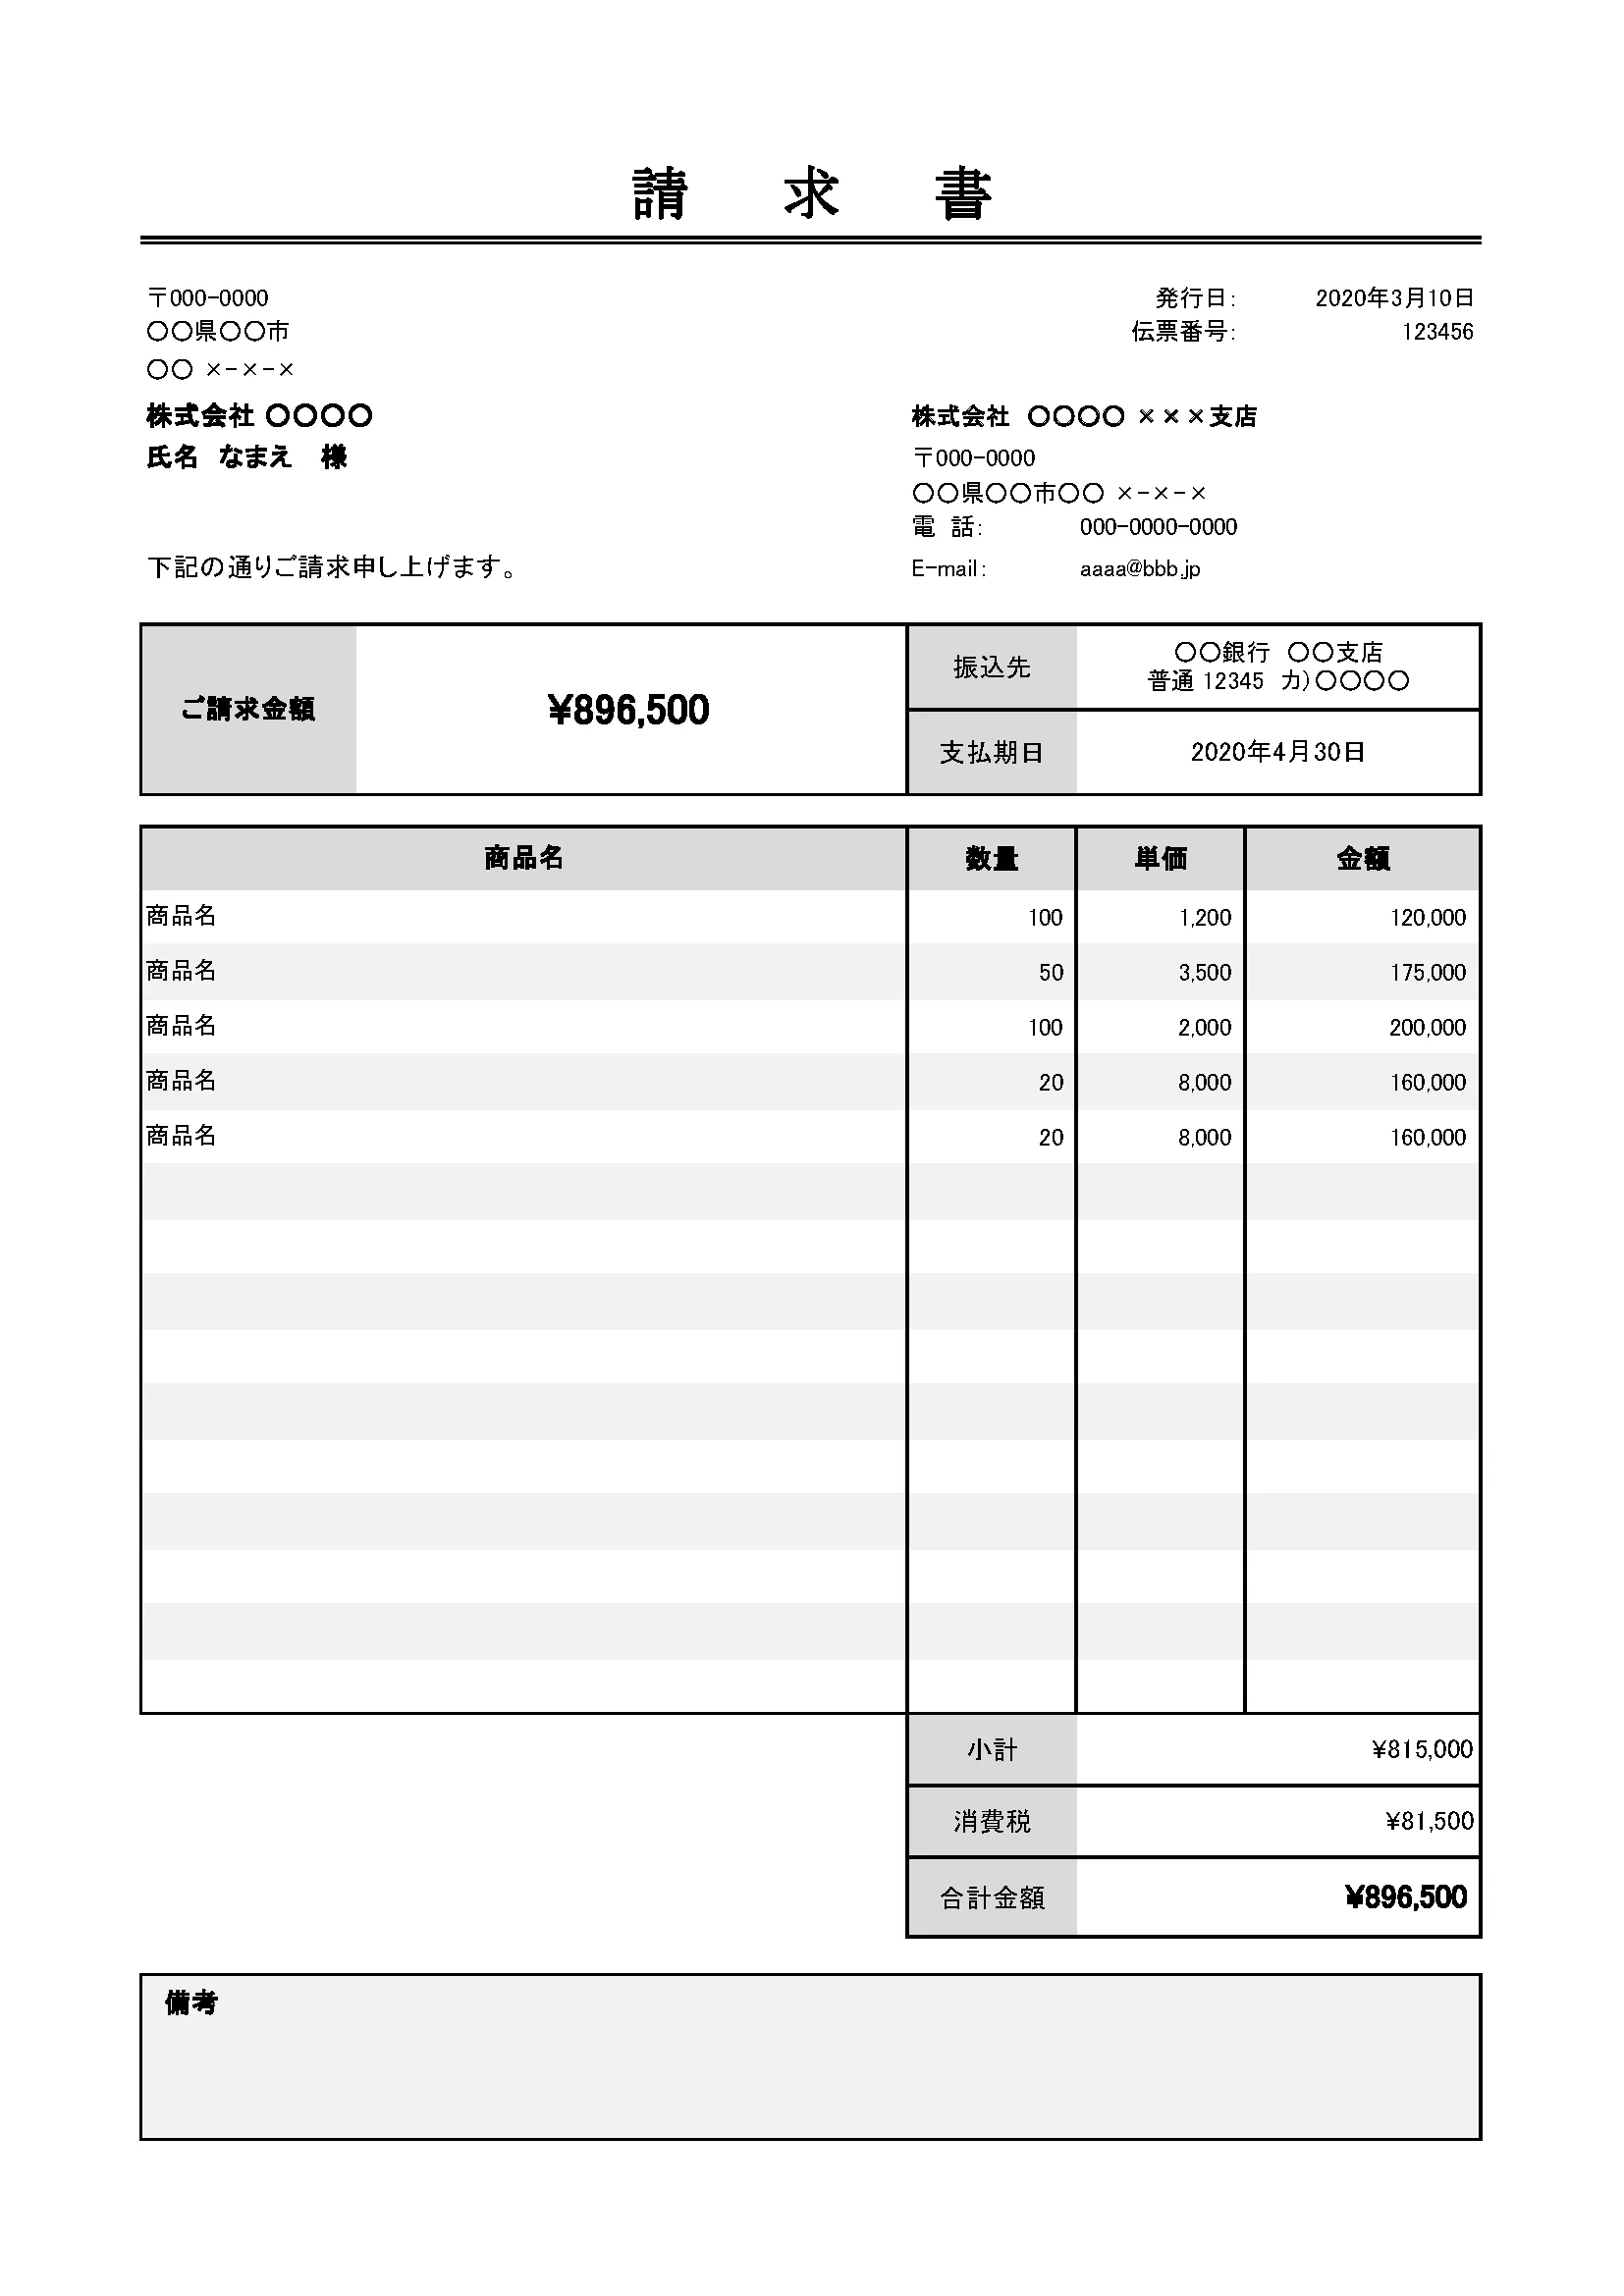 請　求　書
〒000-0000
発行日： 2020年3月10日
〇〇県〇〇市
伝票番号： 123456
〇〇 ×-×-×
株式会社 〇〇〇〇
氏名　なまえ　様
株式会社　〇〇〇〇 ×××支店
〒000-0000
〇〇県〇〇市〇〇 ×-×-×
電 話： 000-0000-0000
E-mail： aaaa@bbb.jp
下記の通りご請求申し上げます。
ご請求金額 ¥896,500
振込先 〇〇銀行　〇〇支店
普通 12345　カ）〇〇〇〇
支払期日 2020年4月30日
商品名 数量 単価 金額
商品名 100 1,200 120,000
商品名 50 3,500 175,000
商品名 100 2,000 200,000
商品名 20 8,000 160,000
商品名 20 8,000 160,000
小計 ¥815,000
消費税 ¥81,500
合計金額 ¥896,500
備考